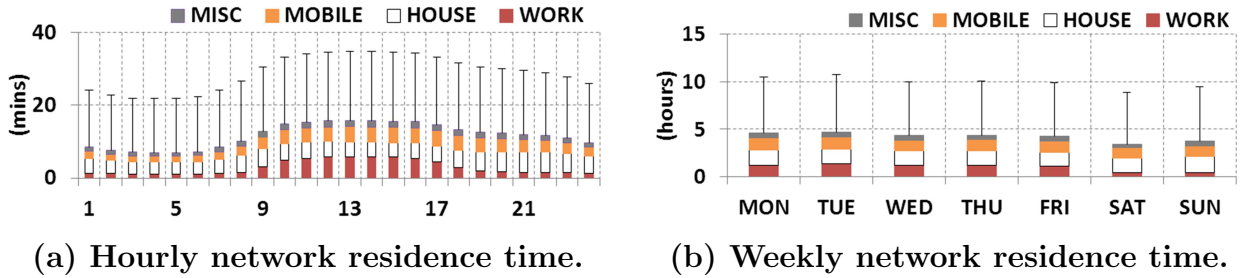 MISC MOBILE HOUSE WORK
40
20
0
(mins)
1 5 9 13 17 21
(a) Hourly network residence time.
MISC MOBILE HOUSE WORK
15
10
5
0
(hours)
MON TUE WED THU FRI SAT SUN
(b) Weekly network residence time.